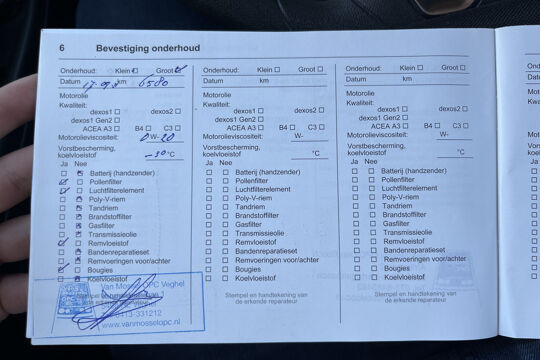 6 Bevestiging onderhoud
Onderhoud: Klein Groot
Datum km 6580
Motorolie
Kwaliteit:
dexos1 dexos2
dexos1 Gen2
ACEA A3 B4 C3
Motorolieviscositeit: 0 W- 20
Vorstbescherming,
koelvloeistof -30 °C
Ja Nee
Batterij (handzender)
Pollenfilter
Luchtfilterelement
Poly-V-riem
Tandriem
Brandstoffilter
Gasfilter
Transmissieolie
Remvloeistof
Bandenreparatieset
Remvoeringen voor/achter
Bougies
Koelvloeistof
Van Mossel OPC Veghel
313-331212
www.vanmosselopc.nl
Onderhoud: Klein Groot
Datum km
Motorolie
Kwaliteit:
dexos1 dexos2
dexos1 Gen2
ACEA A3 B4 C3
Motorolieviscositeit: W-
Vorstbescherming,
koelvloeistof °C
Ja Nee
Batterij (handzender)
Pollenfilter
Luchtfilterelement
Poly-V-riem
Tandriem
Brandstoffilter
Gasfilter
Transmissieolie
Remvloeistof
Bandenreparatieset
Remvoeringen voor/achter
Bougies
Koelvloeistof
Stempel en handtekening van
de erkende reparateur
Onderhoud: Klein Groot
Datum km
Motorolie
Kwaliteit:
dexos1 dexos2
dexos1 Gen2
ACEA A3 B4 C3
Motorolieviscositeit: W-
Vorstbescherming,
koelvloeistof °C
Ja Nee
Batterij (handzender)
Pollenfilter
Luchtfilterelement
Poly-V-riem
Tandriem
Brandstoffilter
Gasfilter
Transmissieolie
Remvloeistof
Bandenreparatieset
Remvoeringen voor/achter
Bougies
Koelvloeistof
Stempel en handtekening van
de erkende reparateur